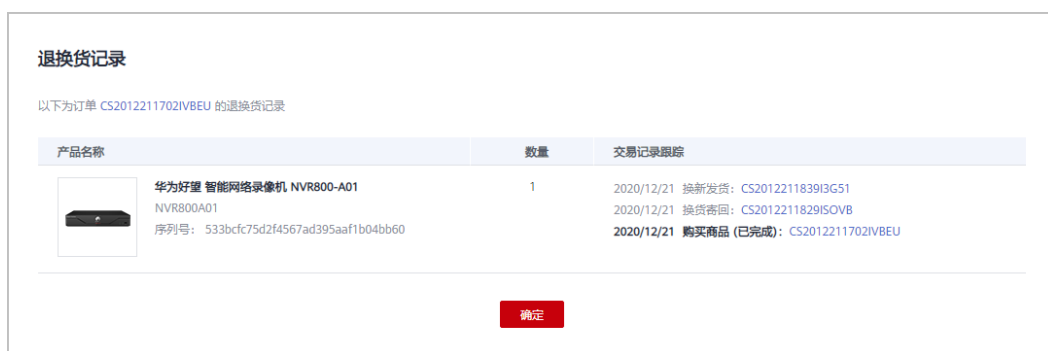 退换货记录
以下为订单 CS2012211702IVBEU 的退换货记录
产品名称 数量 交易记录跟踪
华为好望 智能网络录像机 NVR800-A01 1 2020/12/21 换新发货：CS2012211839I3G51
NVR800A01 2020/12/21 换货寄回：CS2012211829ISOVB
序列号： 533bcfc75d2f4567ad395aaf1b04bb60 2020/12/21 购买商品 (已完成)：CS2012211702IVBEU
确定